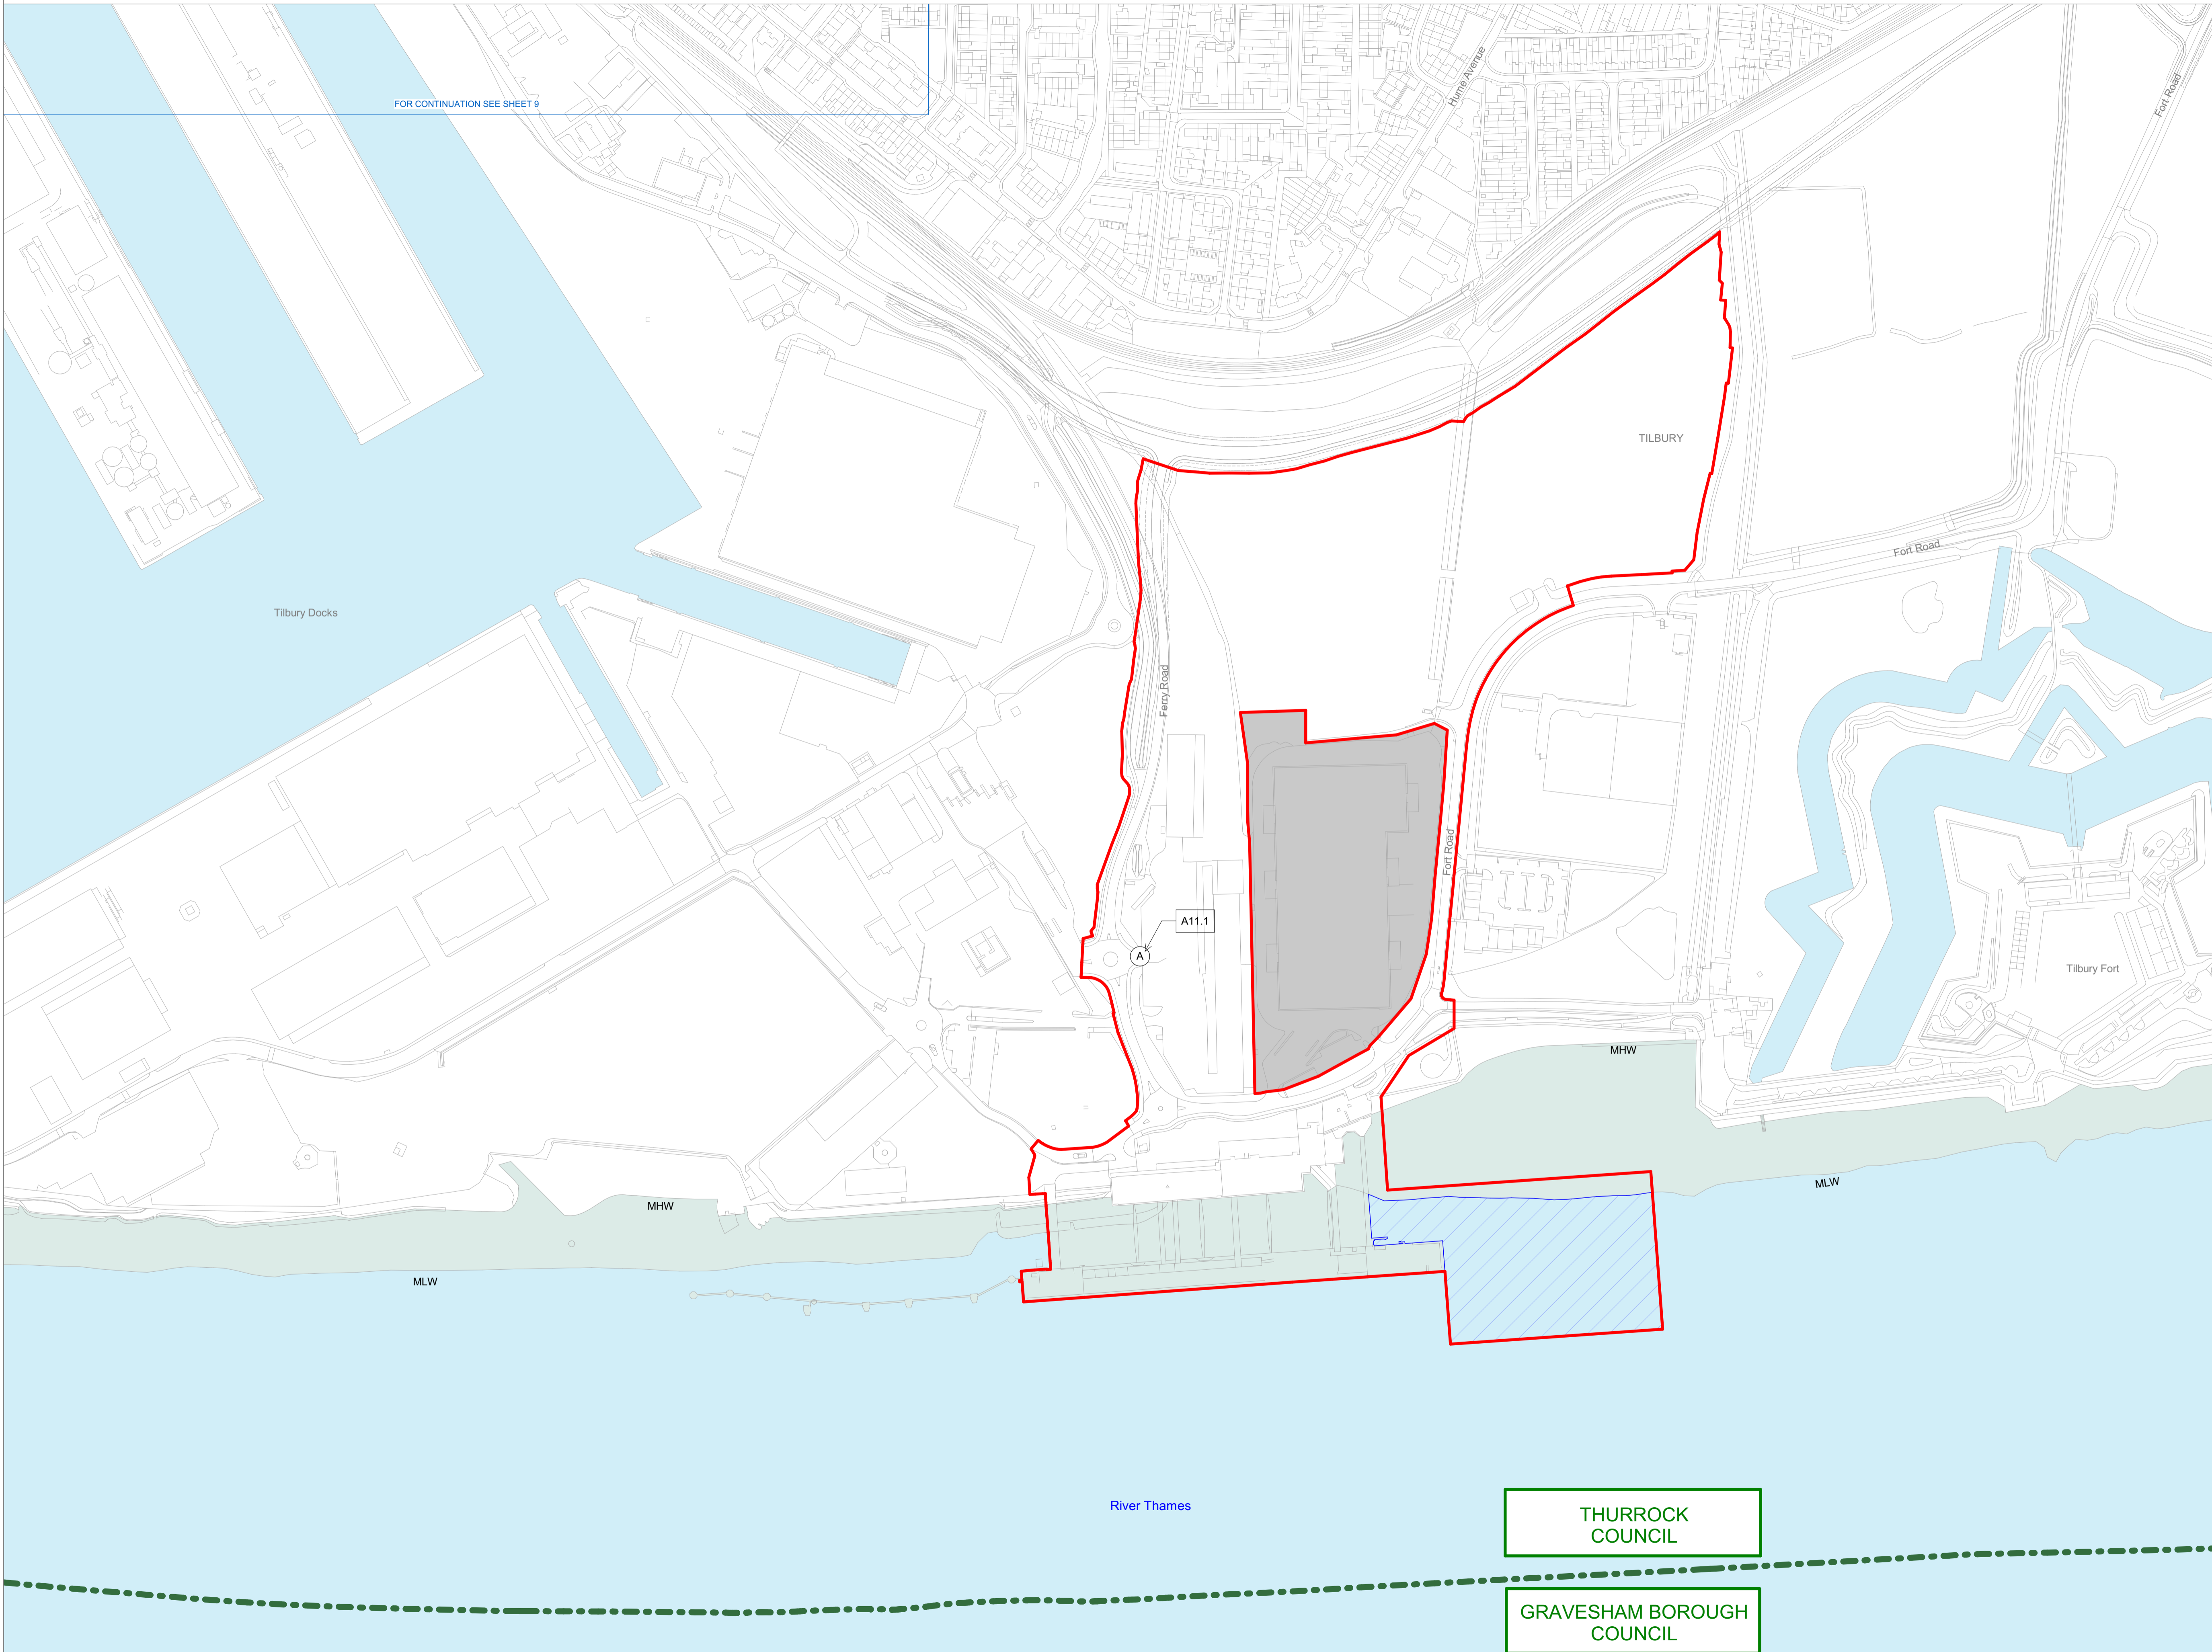 FOR CONTINUATION SEE SHEET 9
Hume Avenue
Fort Road
TILBURY
Fort Road
Tilbury Docks
Ferry Road
Fort Road
A11.1
A
Tilbury Fort
MHW
MLW
MHW
MLW
River Thames
THURROCK
COUNCIL
GRAVESHAM BOROUGH
COUNCIL